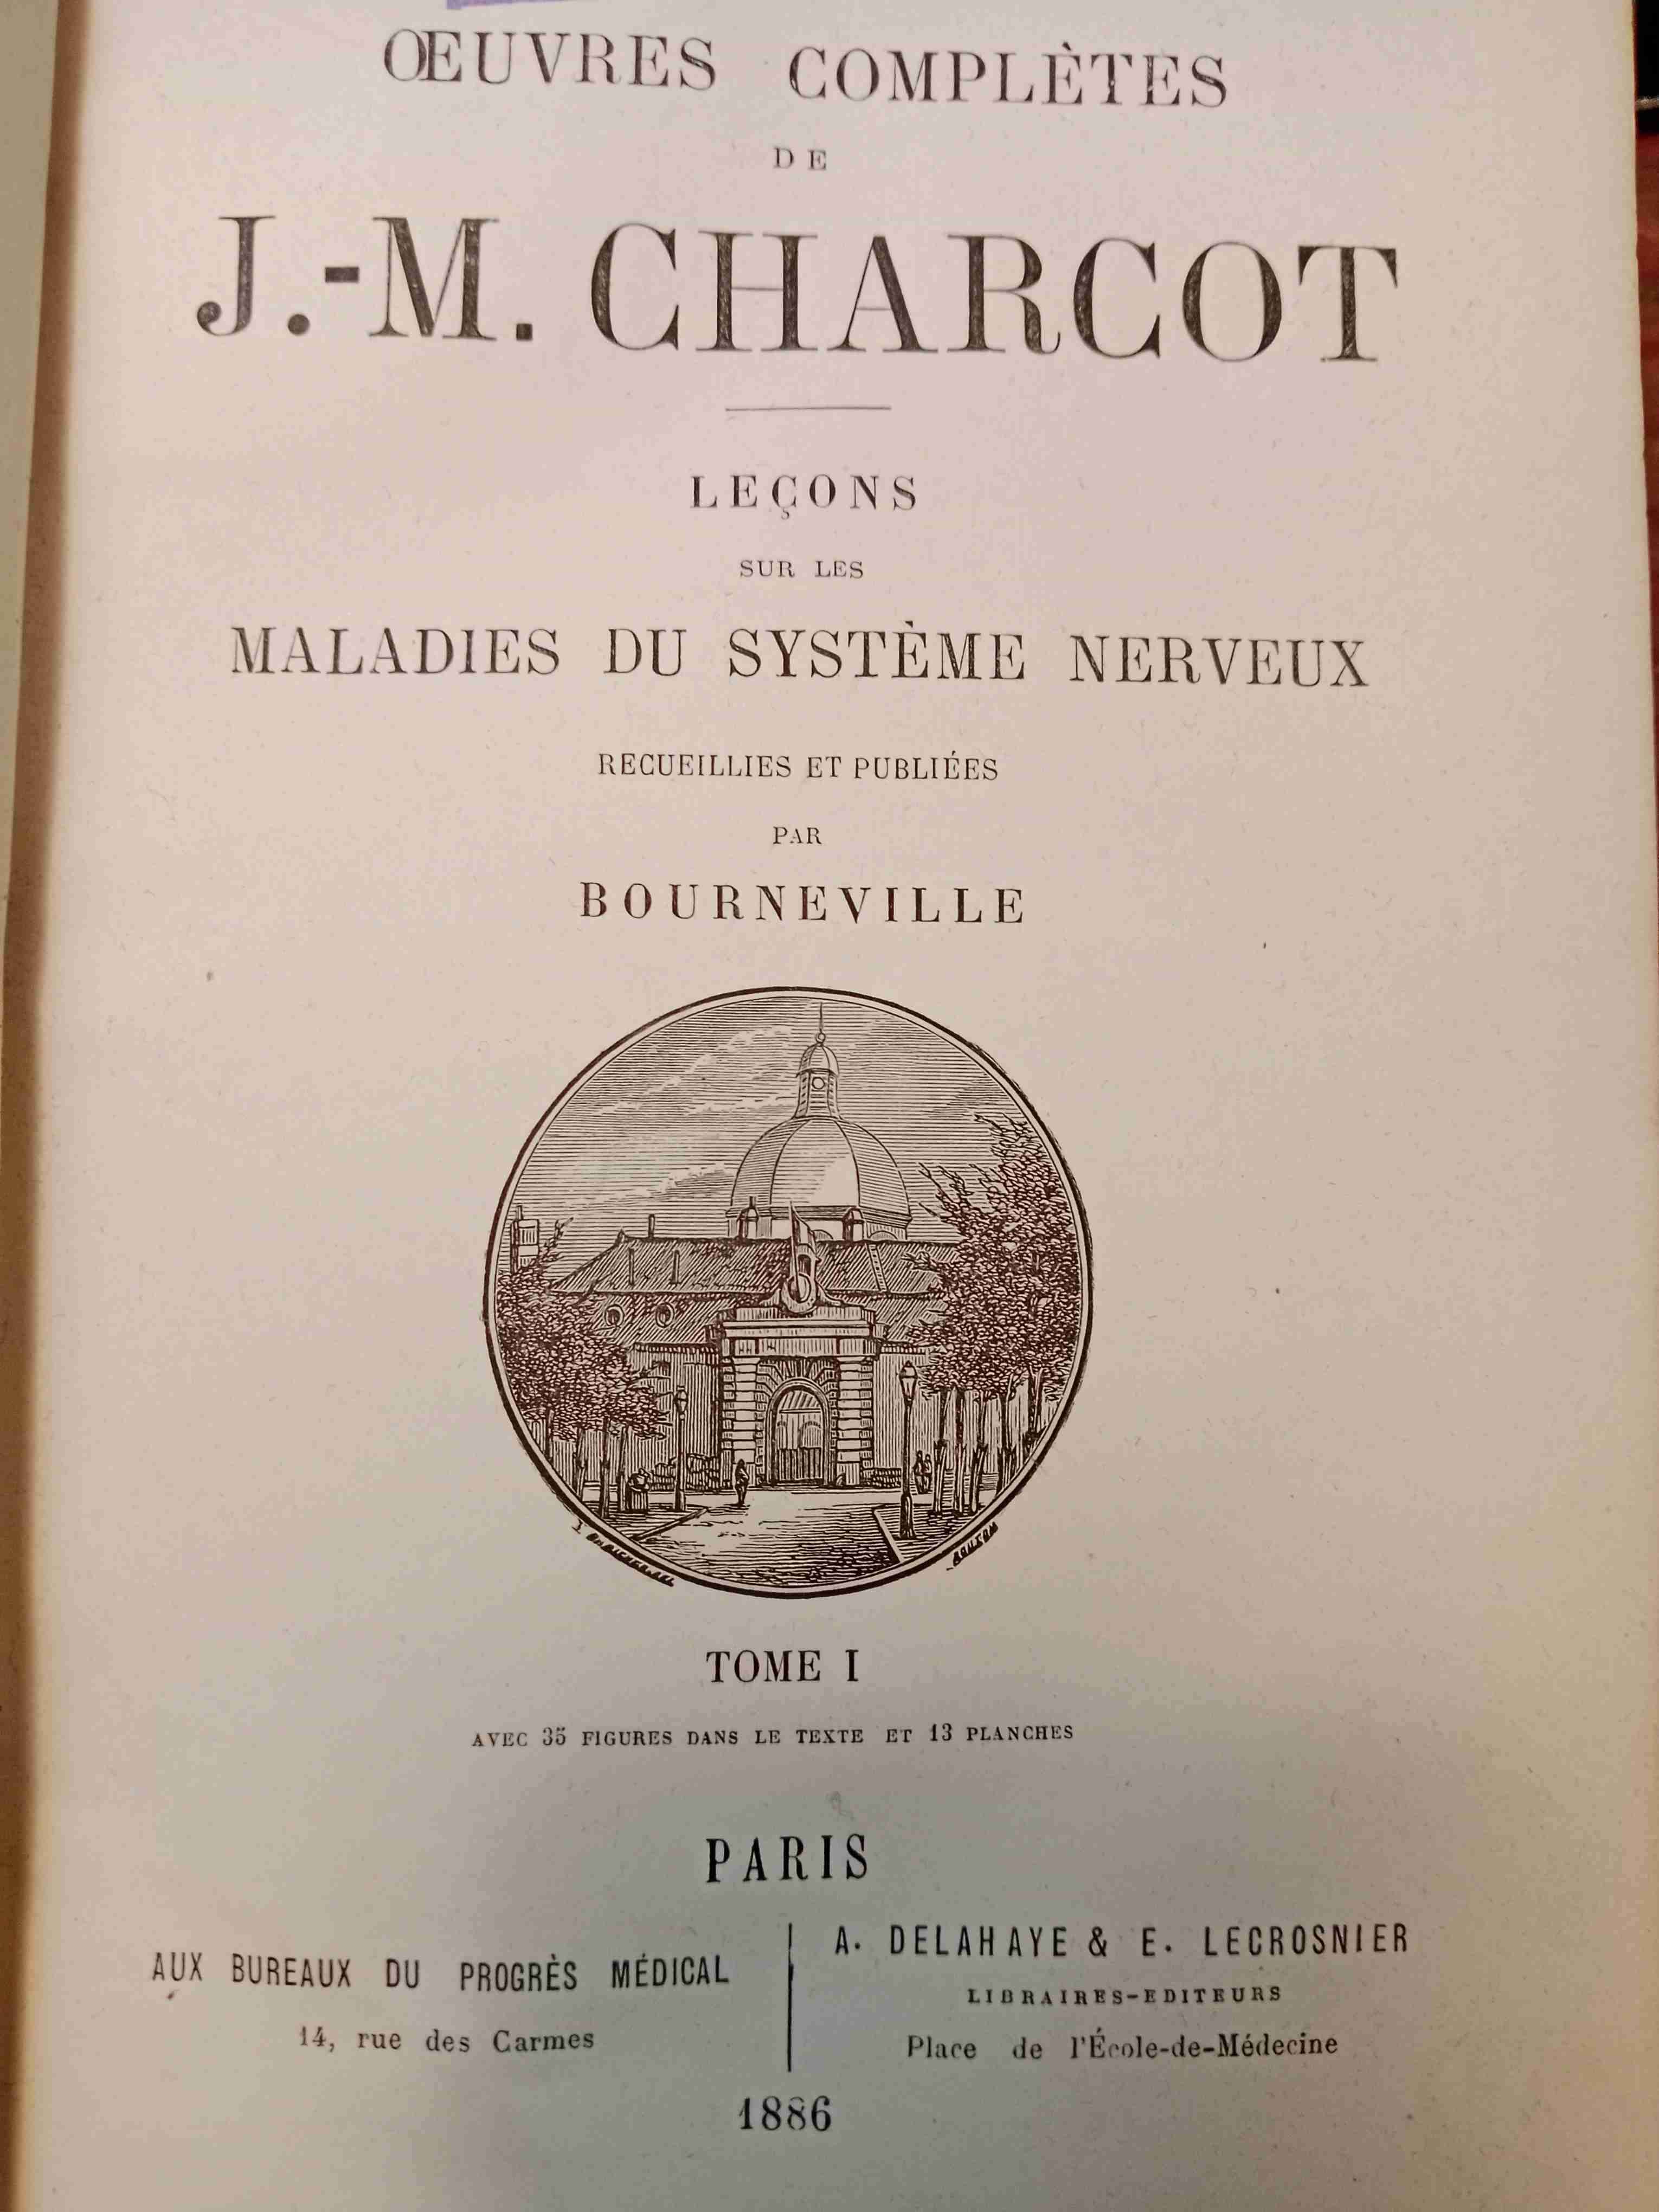 ŒUVRES COMPLÈTES
DE
J.-M. CHARCOT
LEÇONS
SUR LES
MALADIES DU SYSTÈME NERVEUX
RECUEILLIES ET PUBLIÉES
PAR
BOURNEVILLE
TOME I
AVEC 35 FIGURES DANS LE TEXTE ET 13 PLANCHES
PARIS
AUX BUREAUX DU PROGRÈS MÉDICAL
14, rue des Carmes
A. DELAHAYE & E. LECROSNIER
LIBRAIRES-EDITEURS
Place de l'École-de-Médecine
1886